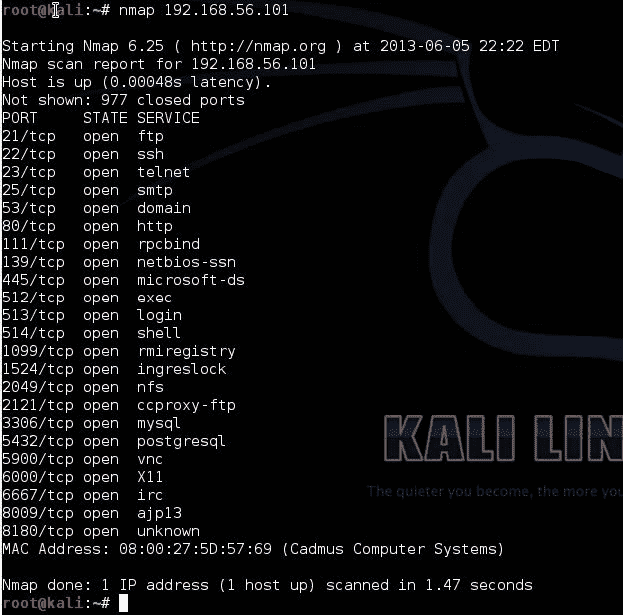 root@kali:~# nmap 192.168.56.101
Starting Nmap 6.25 ( http://nmap.org ) at 2013-06-05 22:22 EDT
Nmap scan report for 192.168.56.101
Host is up (0.00048s latency).
Not shown: 977 closed ports
PORT     STATE SERVICE
21/tcp   open  ftp
22/tcp   open  ssh
23/tcp   open  telnet
25/tcp   open  smtp
53/tcp   open  domain
80/tcp   open  http
111/tcp  open  rpcbind
139/tcp  open  netbios-ssn
445/tcp  open  microsoft-ds
512/tcp  open  exec
513/tcp  open  login
514/tcp  open  shell
1099/tcp open  rmiregistry
1524/tcp open  ingreslock
2049/tcp open  nfs
2121/tcp open  ccproxy-ftp
3306/tcp open  mysql
5432/tcp open  postgresql
5900/tcp open  vnc
6000/tcp open  X11
6667/tcp open  irc
8009/tcp open  ajp13
8180/tcp open  unknown
MAC Address: 08:00:27:5D:57:69 (Cadmus Computer Systems)
Nmap done: 1 IP address (1 host up) scanned in 1.47 seconds
root@kali:~#
KALI LIN
The quieter you become, the more you